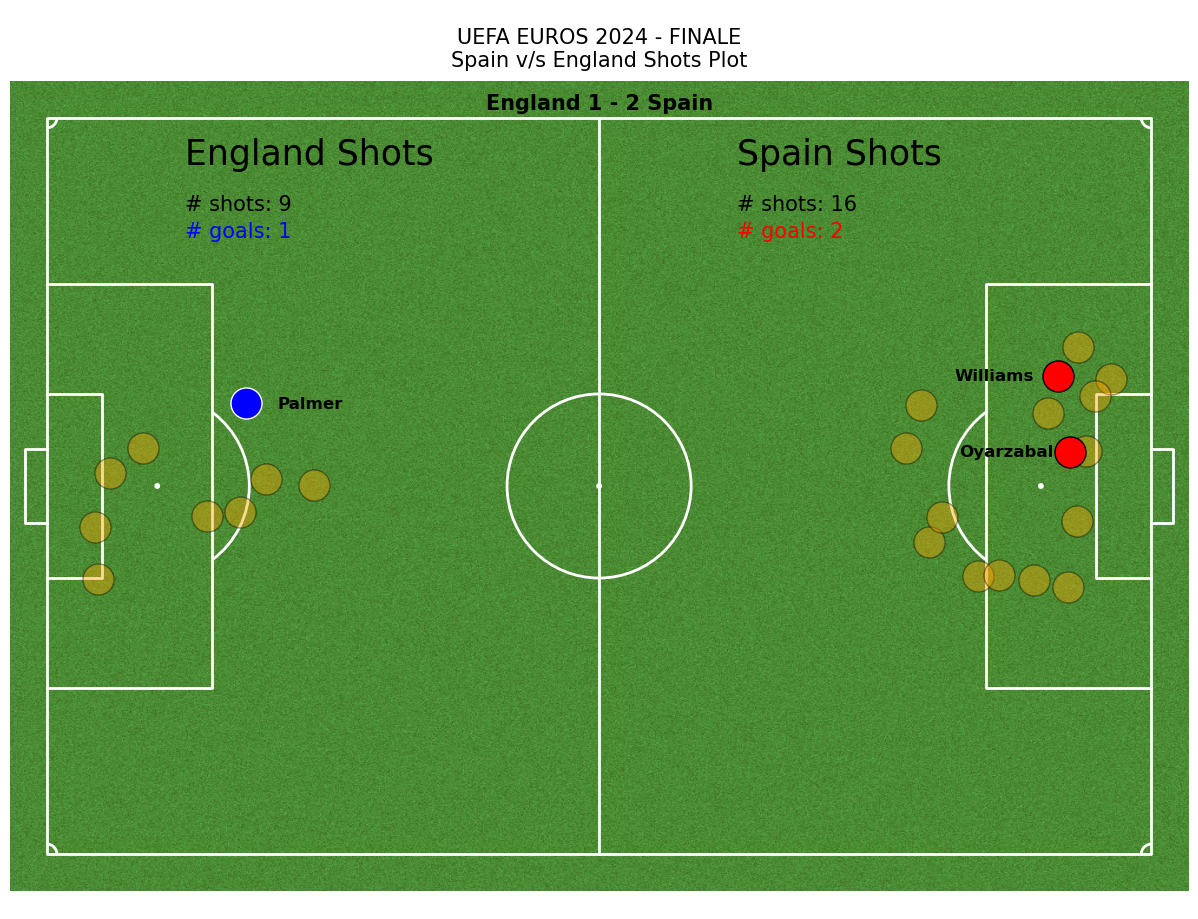 UEFA EUROS 2024 - FINALE
Spain v/s England Shots Plot
England 1 - 2 Spain
England Shots
# shots: 9
# goals: 1
Spain Shots
# shots: 16
# goals: 2
Williams
Palmer
Oyarzabal